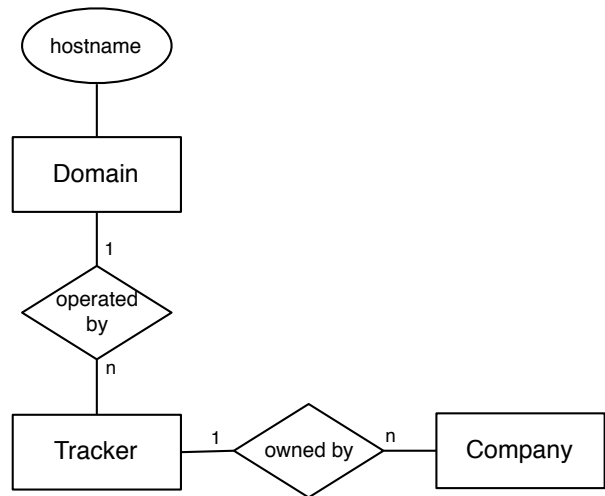 hostname
Domain
1
operated
by
n
Tracker
1
owned by
n
Company